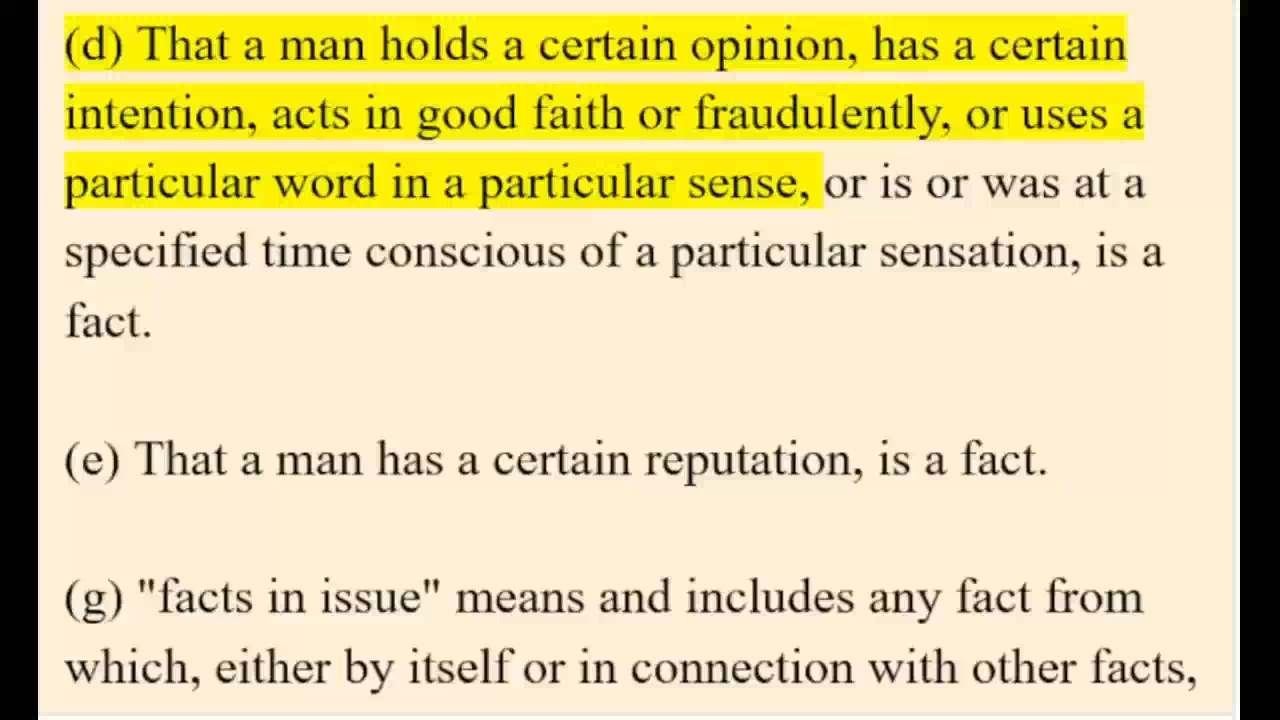 (d) That a man holds a certain opinion, has a certain
intention, acts in good faith or fraudulently, or uses a
particular word in a particular sense, or is or was at a
specified time conscious of a particular sensation, is a
fact.
(e) That a man has a certain reputation, is a fact.
(g) "facts in issue" means and includes any fact from
which, either by itself or in connection with other facts,